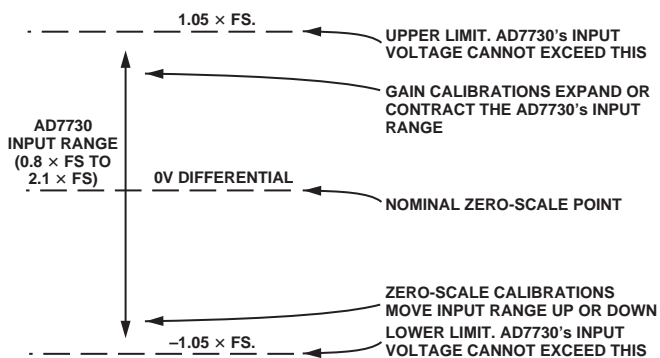 1.05 × FS.
UPPER LIMIT. AD7730's INPUT
VOLTAGE CANNOT EXCEED THIS
GAIN CALIBRATIONS EXPAND OR
CONTRACT THE AD7730's INPUT
RANGE
AD7730
INPUT RANGE
(0.8 × FS TO
2.1 × FS)
0V DIFFERENTIAL
NOMINAL ZERO-SCALE POINT
ZERO-SCALE CALIBRATIONS
MOVE INPUT RANGE UP OR DOWN
–1.05 × FS.
LOWER LIMIT. AD7730's INPUT
VOLTAGE CANNOT EXCEED THIS